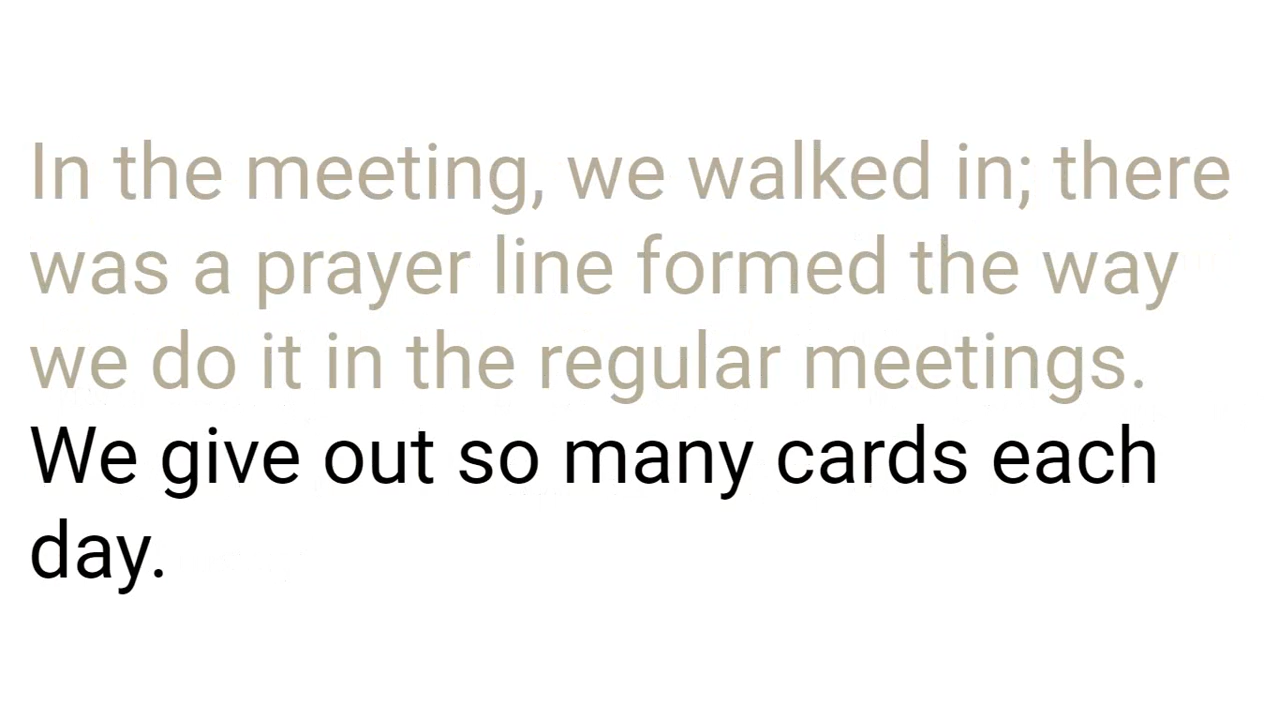 In the meeting, we walked in; there
was a prayer line formed the way
we do it in the regular meetings.
We give out so many cards each
day.